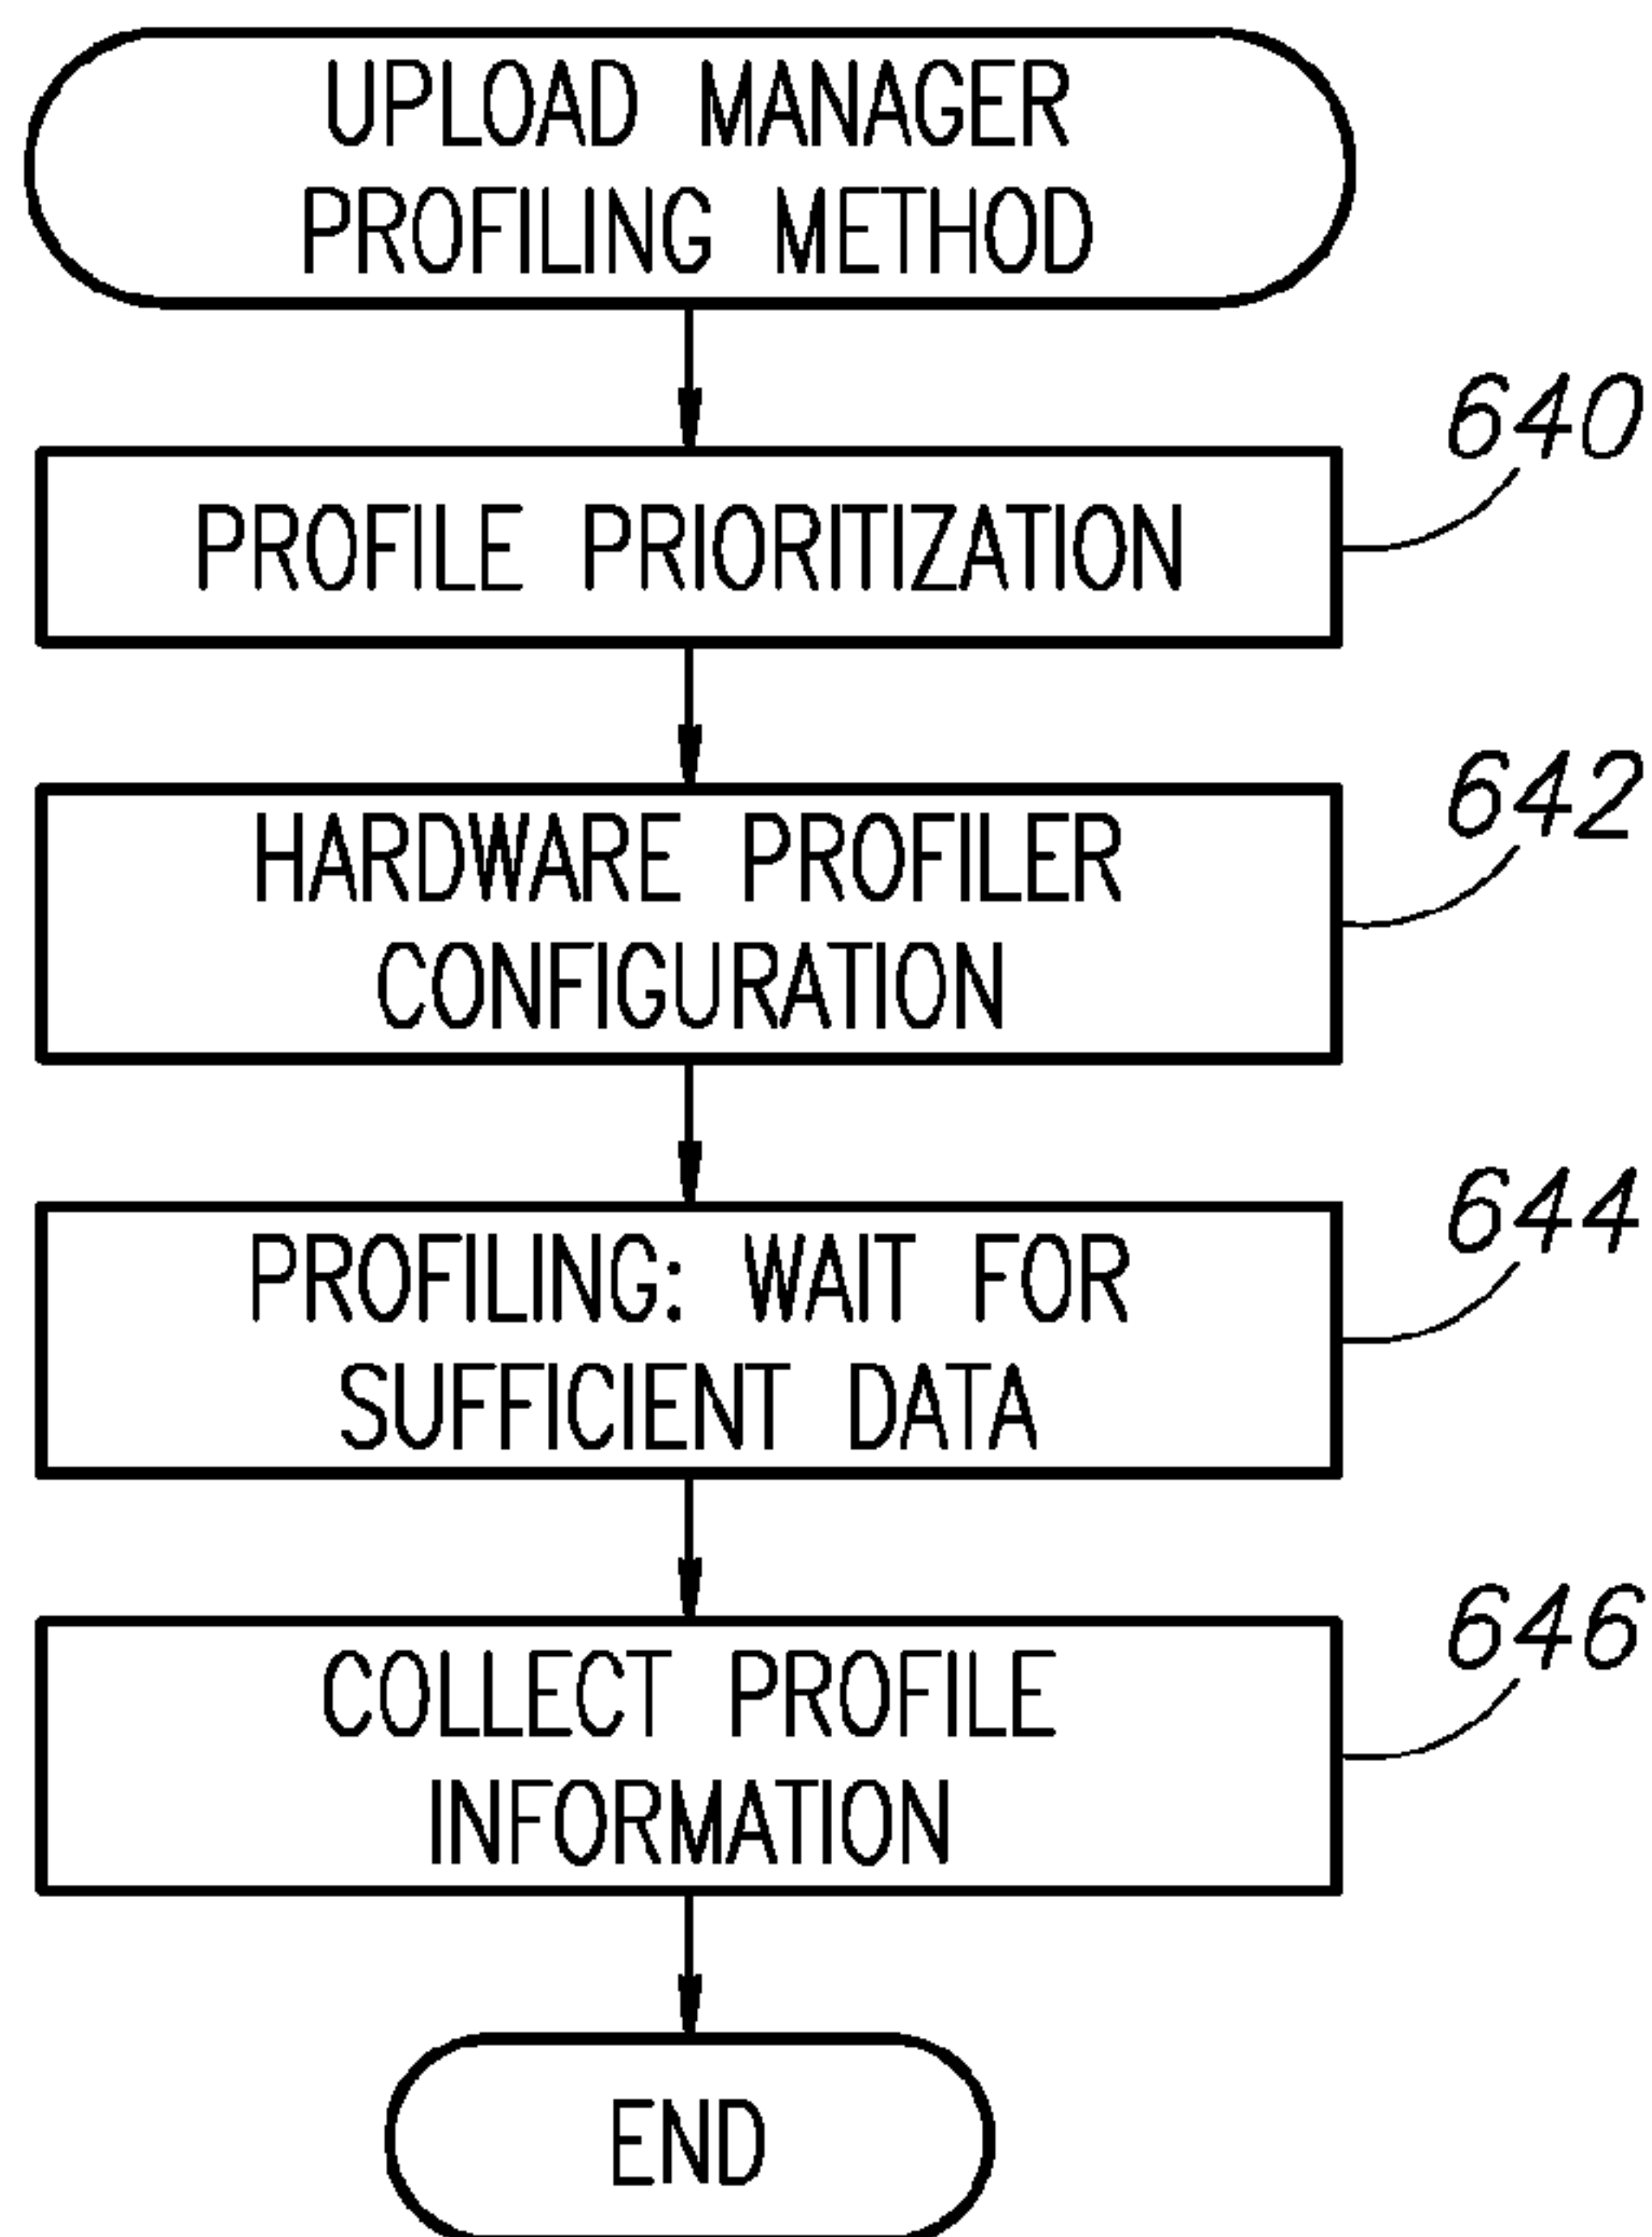 UPLOAD MANAGER
PROFILING METHOD
640
PROFILE PRIORITIZATION
642
HARDWARE PROFILER
CONFIGURATION
644
PROFILING: WAIT FOR
SUFFICIENT DATA
646
COLLECT PROFILE
INFORMATION
END